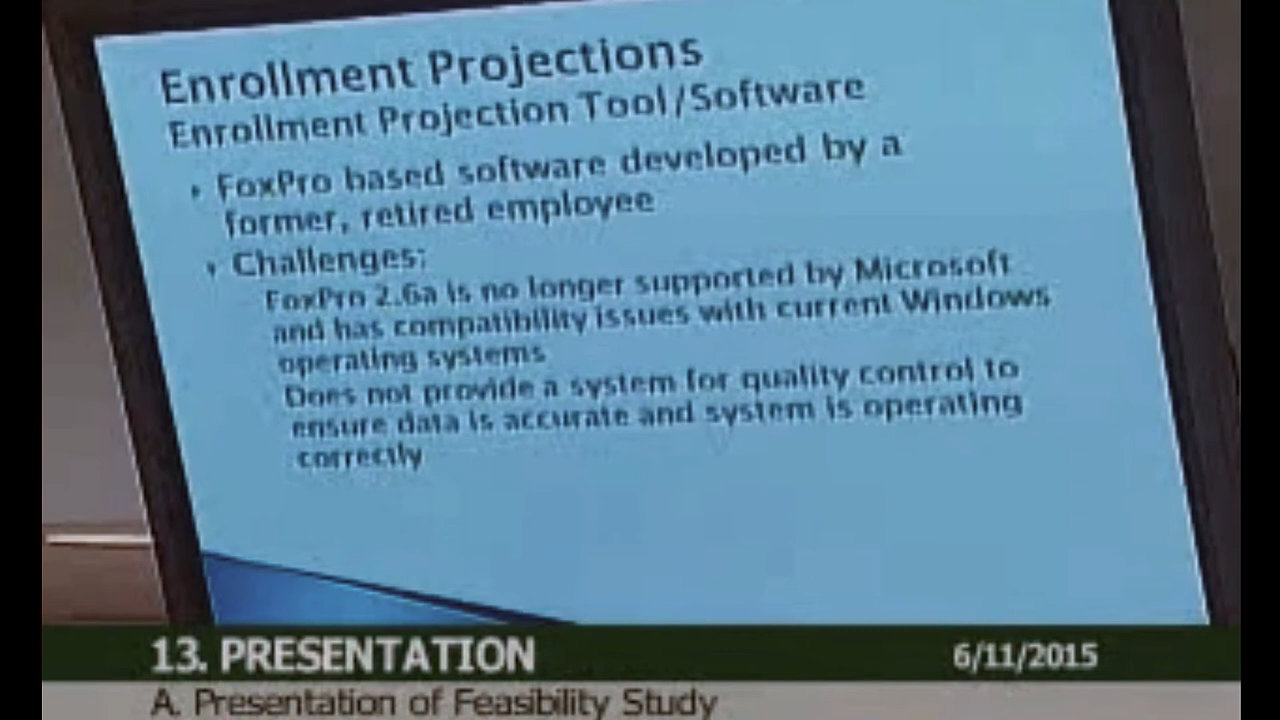 Enrollment Projections
Enrollment Projection Tool/Software
FoxPro based software developed by a
former, retired employee
Challenges:
FoxPro 2.6a is no longer supported by Microsoft
and has compatibility issues with current Windows
operating systems
Does not provide a system for quality control to
ensure data is accurate and system is operating
correctly
13. PRESENTATION
6/11/2015
A. Presentation of Feasibility Study